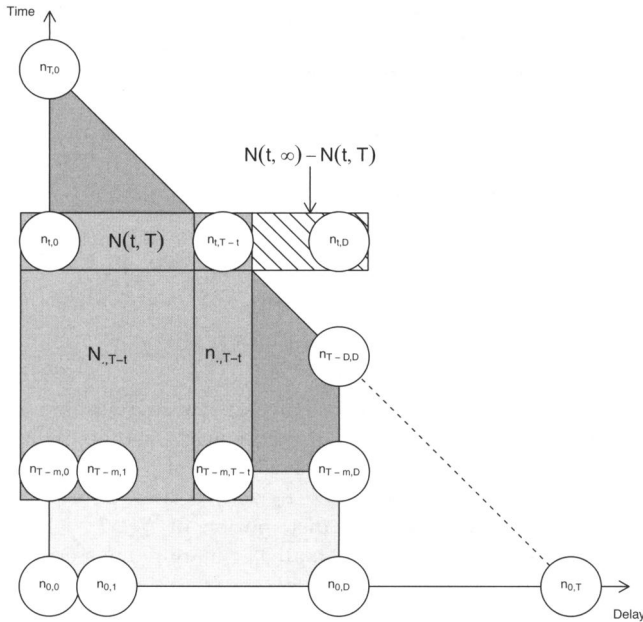 Time
n_{T,0}
N(t, ∞) – N(t, T)
n_{t,0} N(t, T) n_{t,T−t} n_{t,D}
N_{.,T−t} n_{.,T−t}
n_{T−D,D}
n_{T−m,0} n_{T−m,1} n_{T−m,T−t} n_{T−m,D}
n_{0,0} n_{0,1} n_{0,D} n_{0,T}
Delay